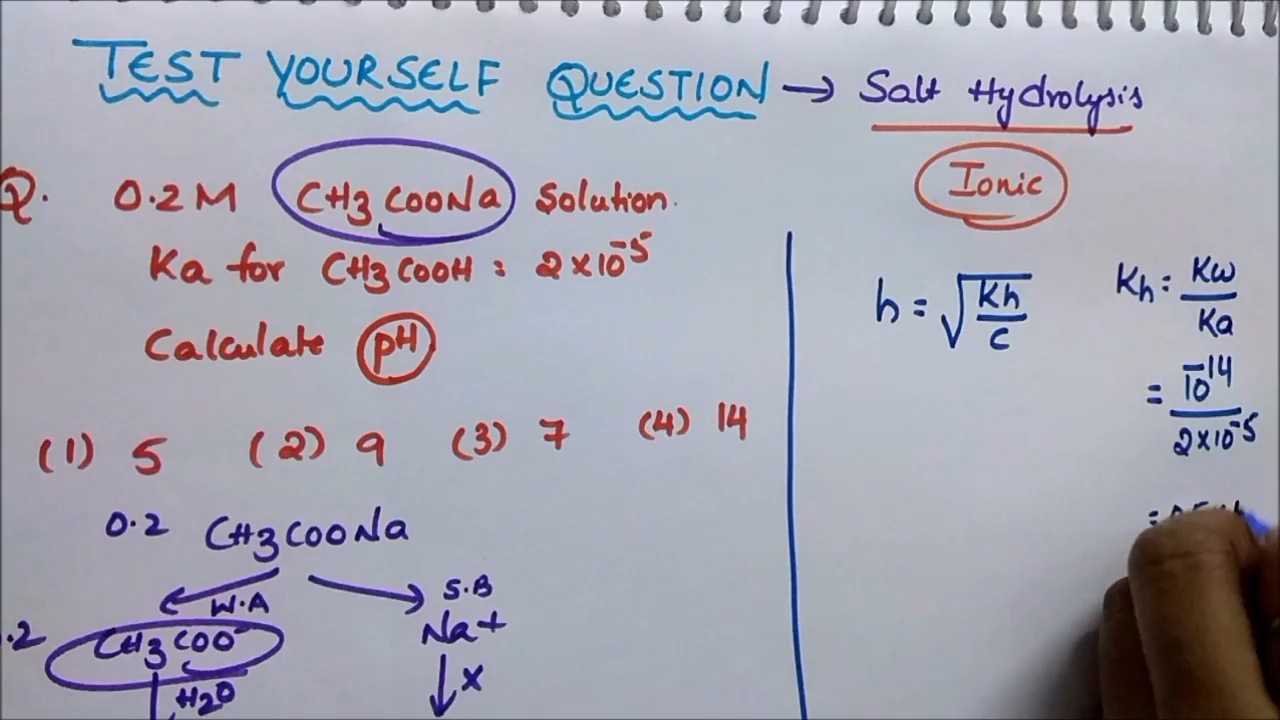 TEST YOURSELF QUESTION → Salt Hydrolysis
Ionic
Q. 0.2M CH3COONa Solution.
Ka for CH3COOH = 2×10⁻⁵
Calculate pH
(1) 5 (2) 9 (3) 7 (4) 14
0.2 CH3COONa
W.A S.B
.2 CH3COO⁻ Na+
H2O ×
h = √Kh/C
Kh = Kw/Ka
= 10⁻¹⁴/2×10⁻⁵
=